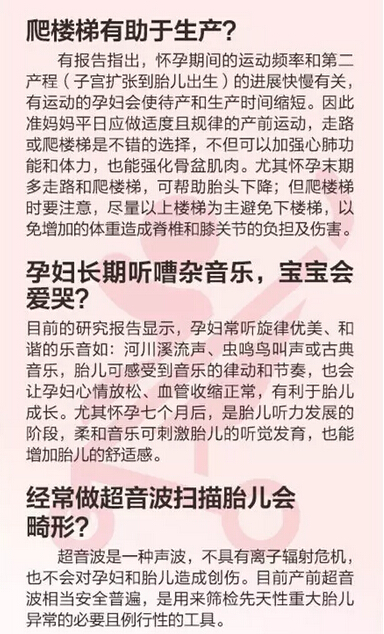 爬楼梯有助于生产？
有报告指出，怀孕期间的运动频率和第二
产程（子宫扩张到胎儿出生）的进展快慢有关，
有运动的孕妇会使待产和生产时间缩短。因此
准妈妈平日应做适度且规律的产前运动，走路
或爬楼梯是不错的选择，不但可以加强心肺功
能和体力，也能强化骨盆肌肉。尤其怀孕末期
多走路和爬楼梯，可帮助胎头下降；但爬楼梯
时要注意，尽量以上楼梯为主避免下楼梯，以
免增加的体重造成脊椎和膝关节的负担及伤害。
孕妇长期听嘈杂音乐，宝宝会
爱哭？
目前的研究报告显示，孕妇常听旋律优美、和
谐的乐音如：河川溪流声、虫鸣鸟叫声或古典
音乐，胎儿可感受到音乐的律动和节奏，也会
让孕妇心情放松、血管收缩正常，有利于胎儿
成长。尤其怀孕七个月后，是胎儿听力发展的
阶段，柔和音乐可刺激胎儿的听觉发育，也能
增加胎儿的舒适感。
经常做超音波扫描胎儿会
畸形？
超音波是一种声波，不具有离子辐射危机，
也不会对孕妇和胎儿造成创伤。目前产前超音
波相当安全普遍，是用来筛检先天性重大胎儿
异常的必要且例行性的工具。